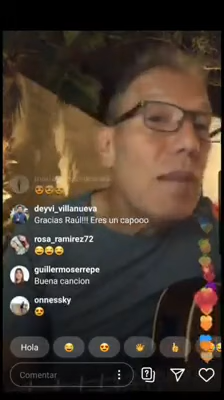 deyvi_villanueva
Gracias Raúl!!! Eres un capooo
rosa_ramirez72
guillermoserrepe
Buena cancion
onnessky
Hola
Comentar